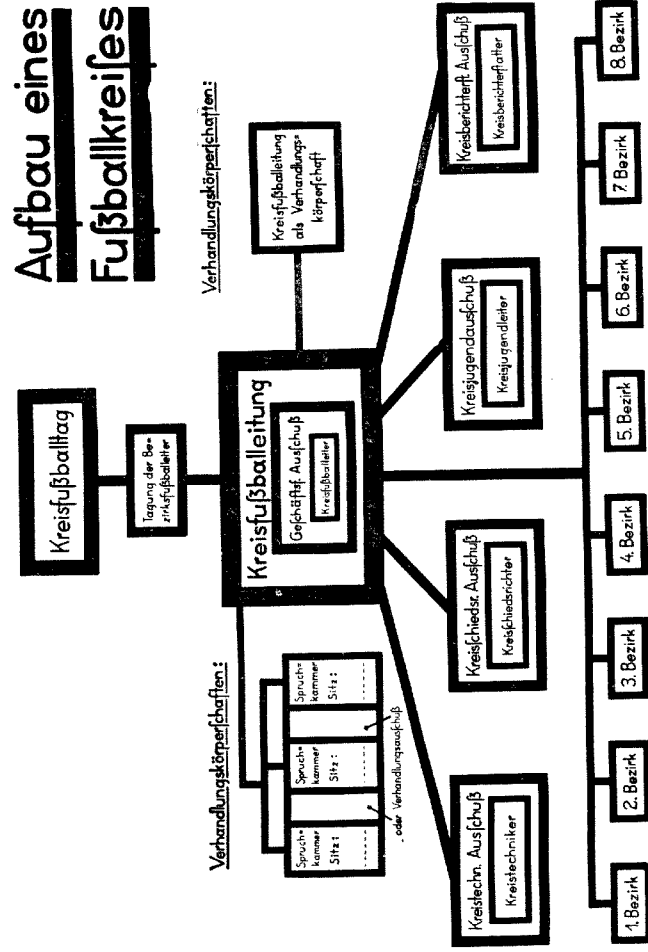 Aufbau eines
Fußballkreiſes
Kreisfußballtag
Tagung der Be=
zirksfußballeiter
Verhandlungskörperſchaften:
Kreisfußballeitung
als Verhandlungs=
körperſchaft
Kreisfußballeitung
Geſchäftsf. Ausſchuß
Kreisfußballeiter
Verhandlungskörperſchaften:
Spruch=
kammer
Sitz:
Spruch=
kammer
Sitz:
Spruch=
kammer
Sitz:
oder Verhandlungsausſchuß
Kreistechn. Ausſchuß
Kreistechniker
Kreisſchiedsr. Ausſchuß
Kreisſchiedsrichter
Kreisjugendausſchuß
Kreisjugendleiter
Kreisberichterſt. Ausſchuß
Kreisberichterſtatter
1. Bezirk
2. Bezirk
3. Bezirk
4. Bezirk
5. Bezirk
6. Bezirk
7. Bezirk
8. Bezirk